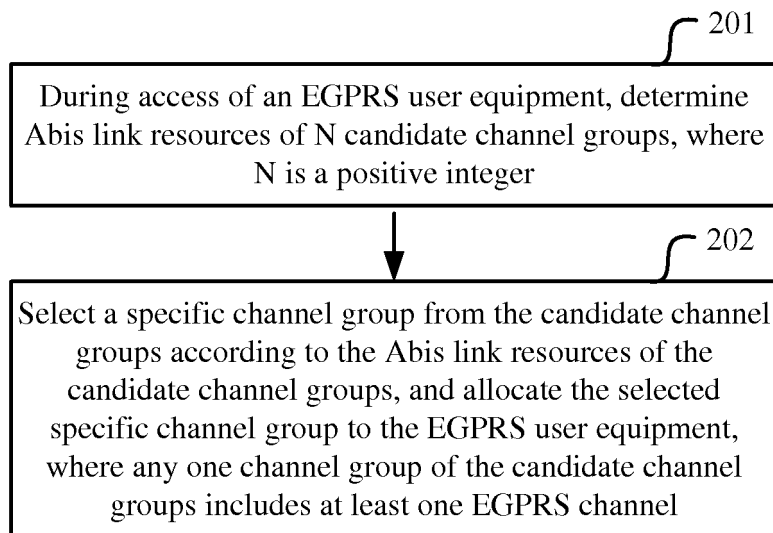 201
During access of an EGPRS user equipment, determine
Abis link resources of N candidate channel groups, where
N is a positive integer
202
Select a specific channel group from the candidate channel
groups according to the Abis link resources of the
candidate channel groups, and allocate the selected
specific channel group to the EGPRS user equipment,
where any one channel group of the candidate channel
groups includes at least one EGPRS channel